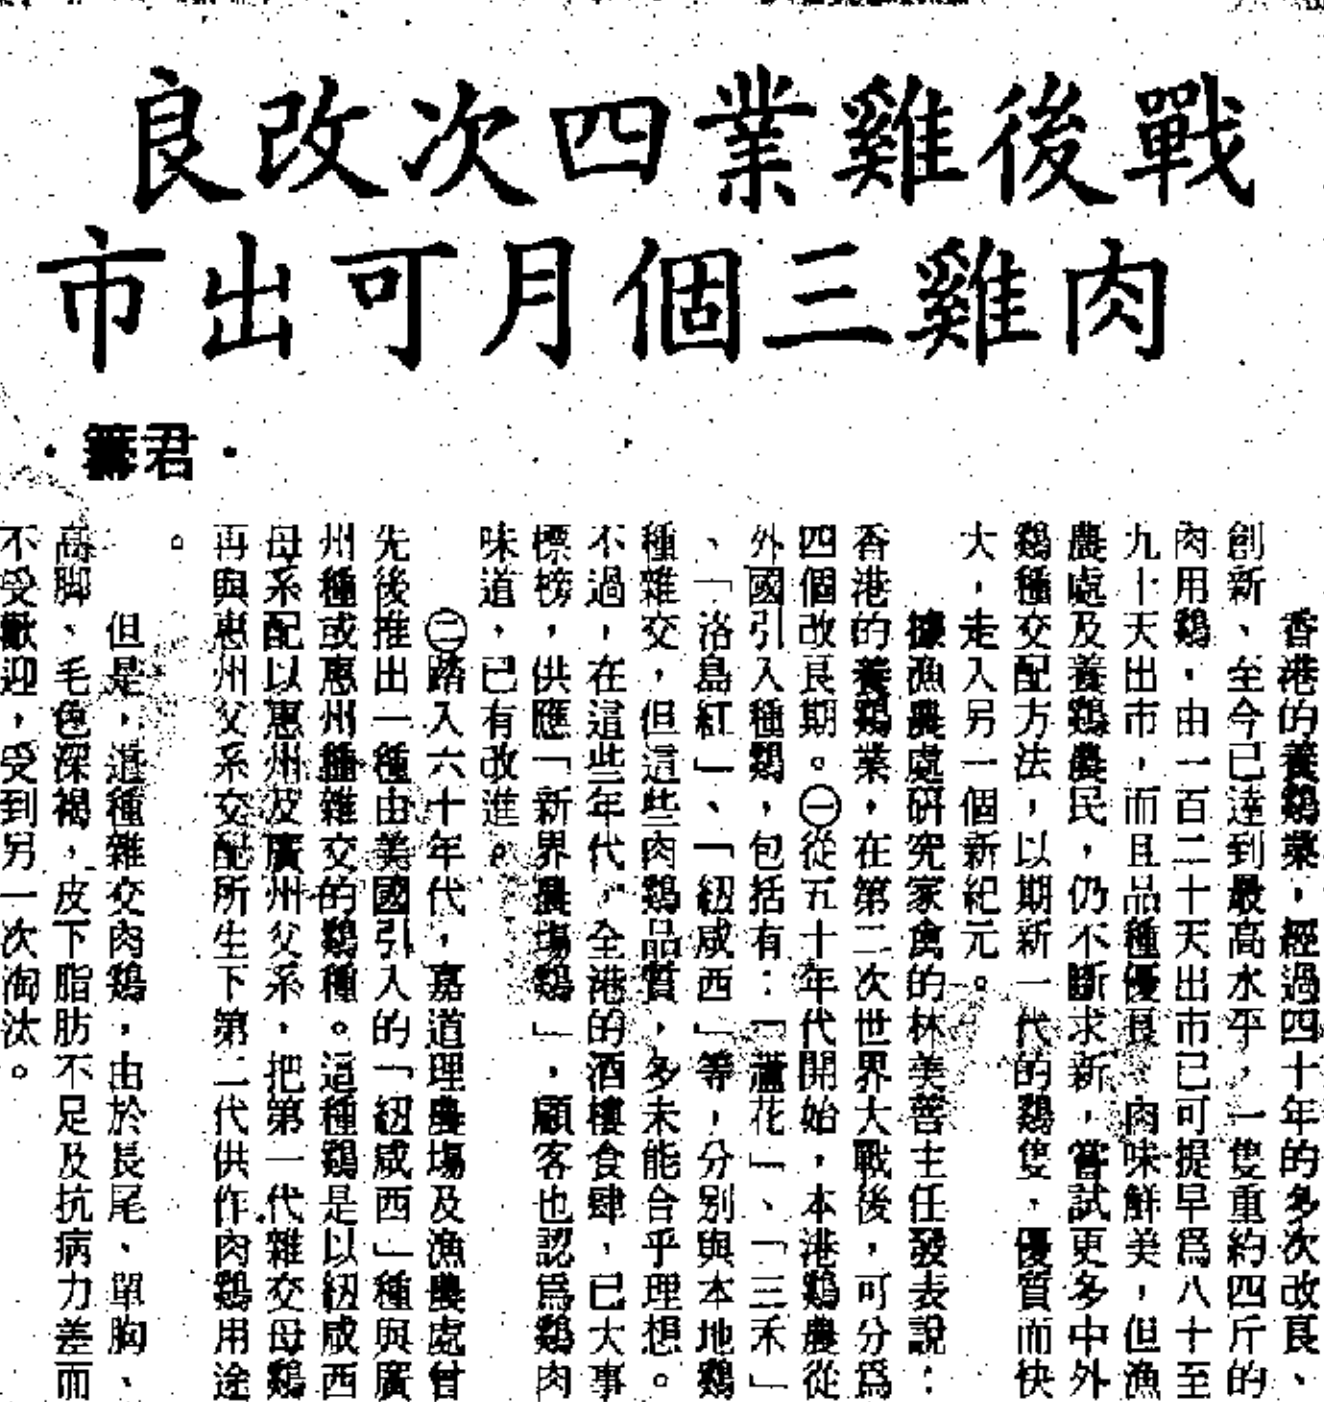 戰後雞業四次改良
肉雞三個月可出市
·君籌·
香港的養鷄業，經過四十年的多次改良、
創新、至今已達到最高水平，一隻重約四斤的
肉用鷄，由一百二十天出市已可提早爲八十至
九十天出市，而且品種優良、肉味鮮美，但漁
農處及養鷄農民，仍不斷求新，嘗試更多中外
鷄種交配方法，以期新一代的鷄隻，優質而快
大，走入另一個新紀元。
據漁農處研究家禽的林美善主任發表說：
香港的養鷄業，在第二次世界大戰後，可分爲
四個改良期。㊀從五十年代開始，本港鷄農從
外國引入種鷄，包括有：「蘆花」、「三禾」
、「洛島紅」、「紐咸西」等，分別與本地鷄
種雜交，但這些肉鷄品質，多未能合乎理想。
不過，在這些年代，全港的酒樓食肆，已大事
標榜，供應「新界農塲鷄」，顧客也認爲鷄肉
味道，已有改進。
㊁踏入六十年代，嘉道理農塲及漁農處曾
先後推出一種由美國引入的「紐咸西」種與廣
州種或惠州種雜交的鷄種。這種鷄是以紐咸西
母系配以惠州及廣州父系，把第一代雜交母鷄
再與惠州父系交配所生下第二代供作肉鷄用途
。
但是，這種雜交肉鷄，由於長尾、單胸、
高脚、毛色深褐，皮下脂肪不足及抗病力差而
不受歡迎，受到另一次淘汰。